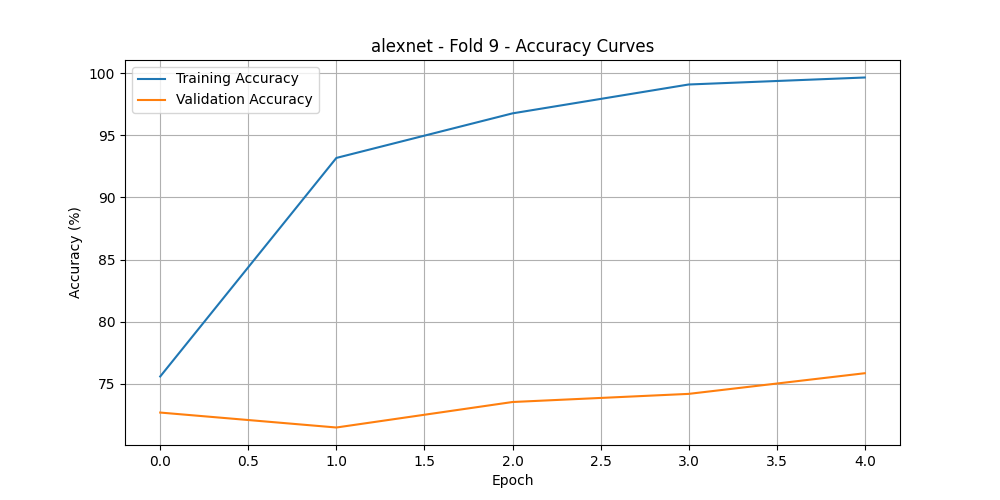 alexnet - Fold 9 - Accuracy Curves
Training Accuracy
Validation Accuracy
100
95
90
85
80
75
Accuracy (%)
0.0 0.5 1.0 1.5 2.0 2.5 3.0 3.5 4.0
Epoch